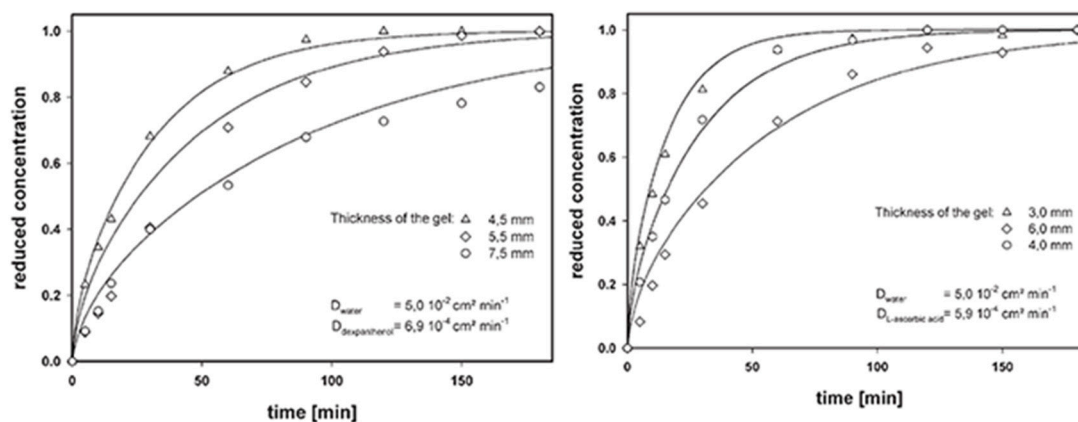 reduced concentration
1.0
0.8
0.6
0.4
0.2
0.0
0
50
100
150
time [min]
Thickness of the gel: △ 4,5 mm
◇ 5,5 mm
○ 7,5 mm
D water = 5,0 10⁻² cm² min⁻¹
D dexpanthenol = 6,9 10⁻⁴ cm² min⁻¹
reduced concentration
1.0
0.8
0.6
0.4
0.2
0.0
0
50
100
150
time [min]
Thickness of the gel: △ 3,0 mm
◇ 6,0 mm
○ 4,0 mm
D water = 5,0 10⁻² cm² min⁻¹
D L-ascorbic acid = 5,9 10⁻⁴ cm² min⁻¹